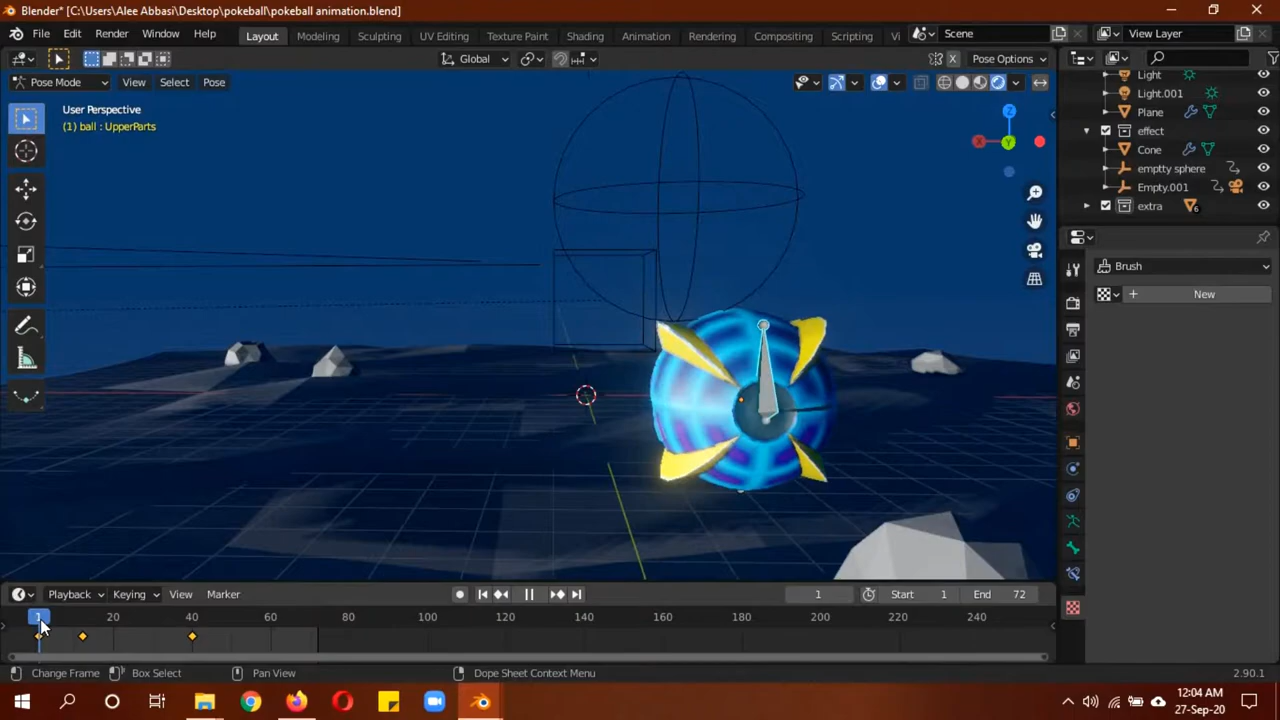 Blender* [C:\Users\Alee Abbasi\Desktop\pokeball\pokeball animation.blend]
File Edit Render Window Help Layout Modeling Sculpting UV Editing Texture Paint Shading Animation Rendering Compositing Scripting Vi Scene View Layer
Global X Pose Options
Pose Mode View Select Pose
User Perspective
(1) ball : UpperParts
Z
X Y
Light
Light.001
Plane
effect
Cone
emptty sphere
Empty.001
extra 6
Brush
+ New
Playback Keying View Marker 1 Start 1 End 72
1 20 40 60 80 100 120 140 160 180 200 220 240
Change Frame Box Select Pan View Dope Sheet Context Menu 2.90.1
12:04 AM
27-Sep-20